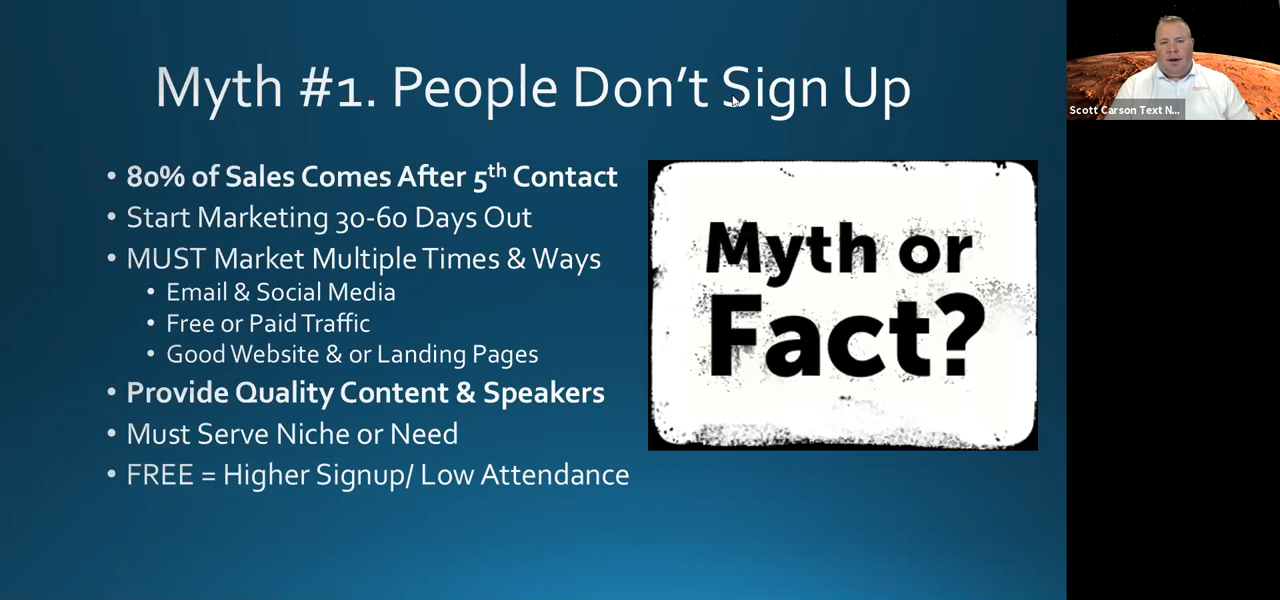 Myth #1. People Don't Sign Up
• 80% of Sales Comes After 5th Contact
• Start Marketing 30-60 Days Out
• MUST Market Multiple Times & Ways
• Email & Social Media
• Free or Paid Traffic
• Good Website & or Landing Pages
• Provide Quality Content & Speakers
• Must Serve Niche or Need
• FREE = Higher Signup/ Low Attendance
Myth or
Fact?
Scott Carson Text N...